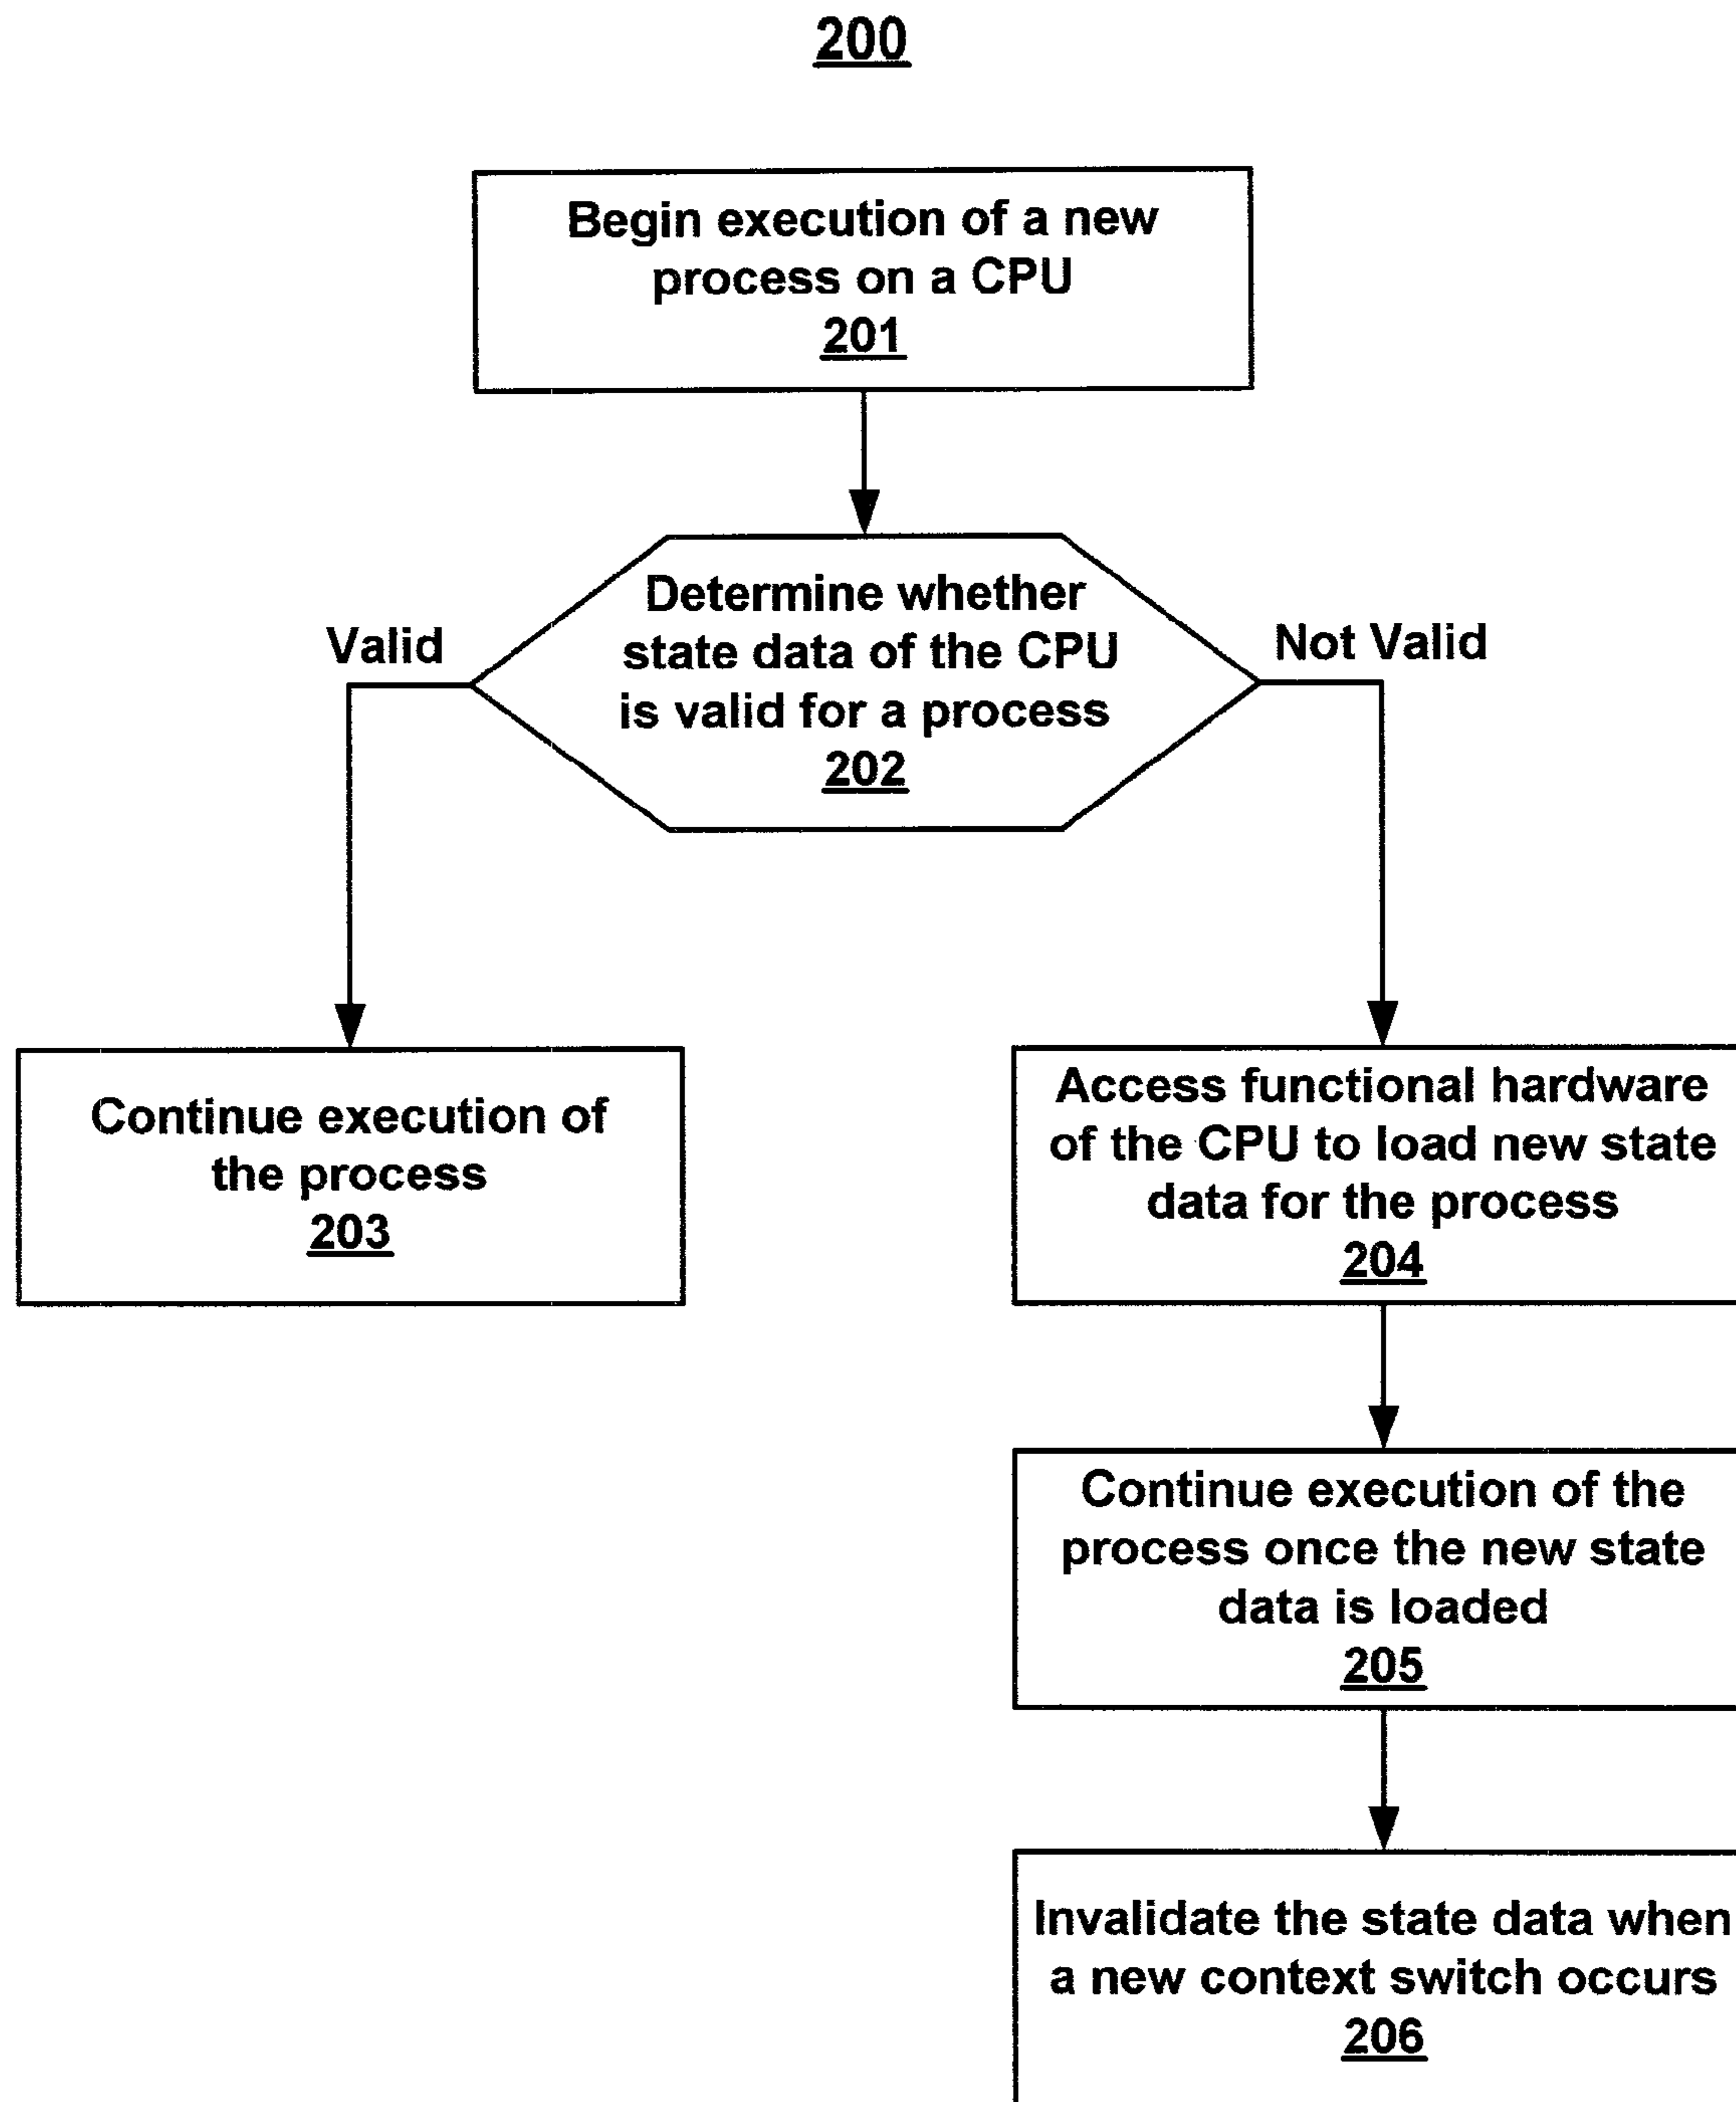 200
Begin execution of a new
process on a CPU
201
Determine whether
state data of the CPU
is valid for a process
202
Valid
Not Valid
Continue execution of
the process
203
Access functional hardware
of the CPU to load new state
data for the process
204
Continue execution of the
process once the new state
data is loaded
205
Invalidate the state data when
a new context switch occurs
206